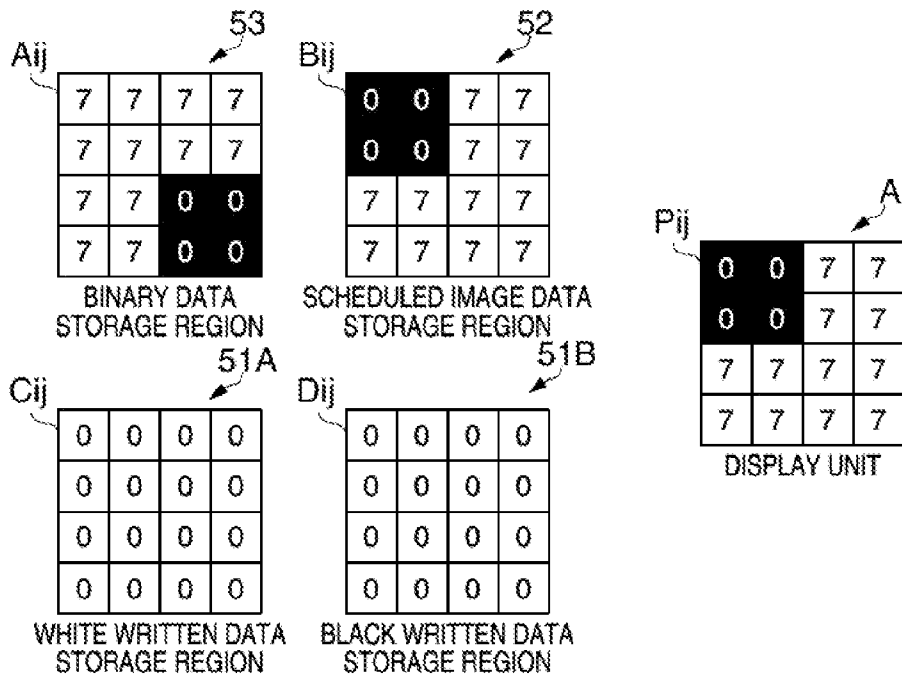 53
Aij
7 7 7 7
7 7 7 7
7 7 0 0
7 7 0 0
BINARY DATA
STORAGE REGION
52
Bij
0 0 7 7
0 0 7 7
7 7 7 7
7 7 7 7
SCHEDULED IMAGE DATA
STORAGE REGION
A
Pij
0 0 7 7
0 0 7 7
7 7 7 7
7 7 7 7
DISPLAY UNIT
51A
Cij
0 0 0 0
0 0 0 0
0 0 0 0
0 0 0 0
WHITE WRITTEN DATA
STORAGE REGION
51B
Dij
0 0 0 0
0 0 0 0
0 0 0 0
0 0 0 0
BLACK WRITTEN DATA
STORAGE REGION